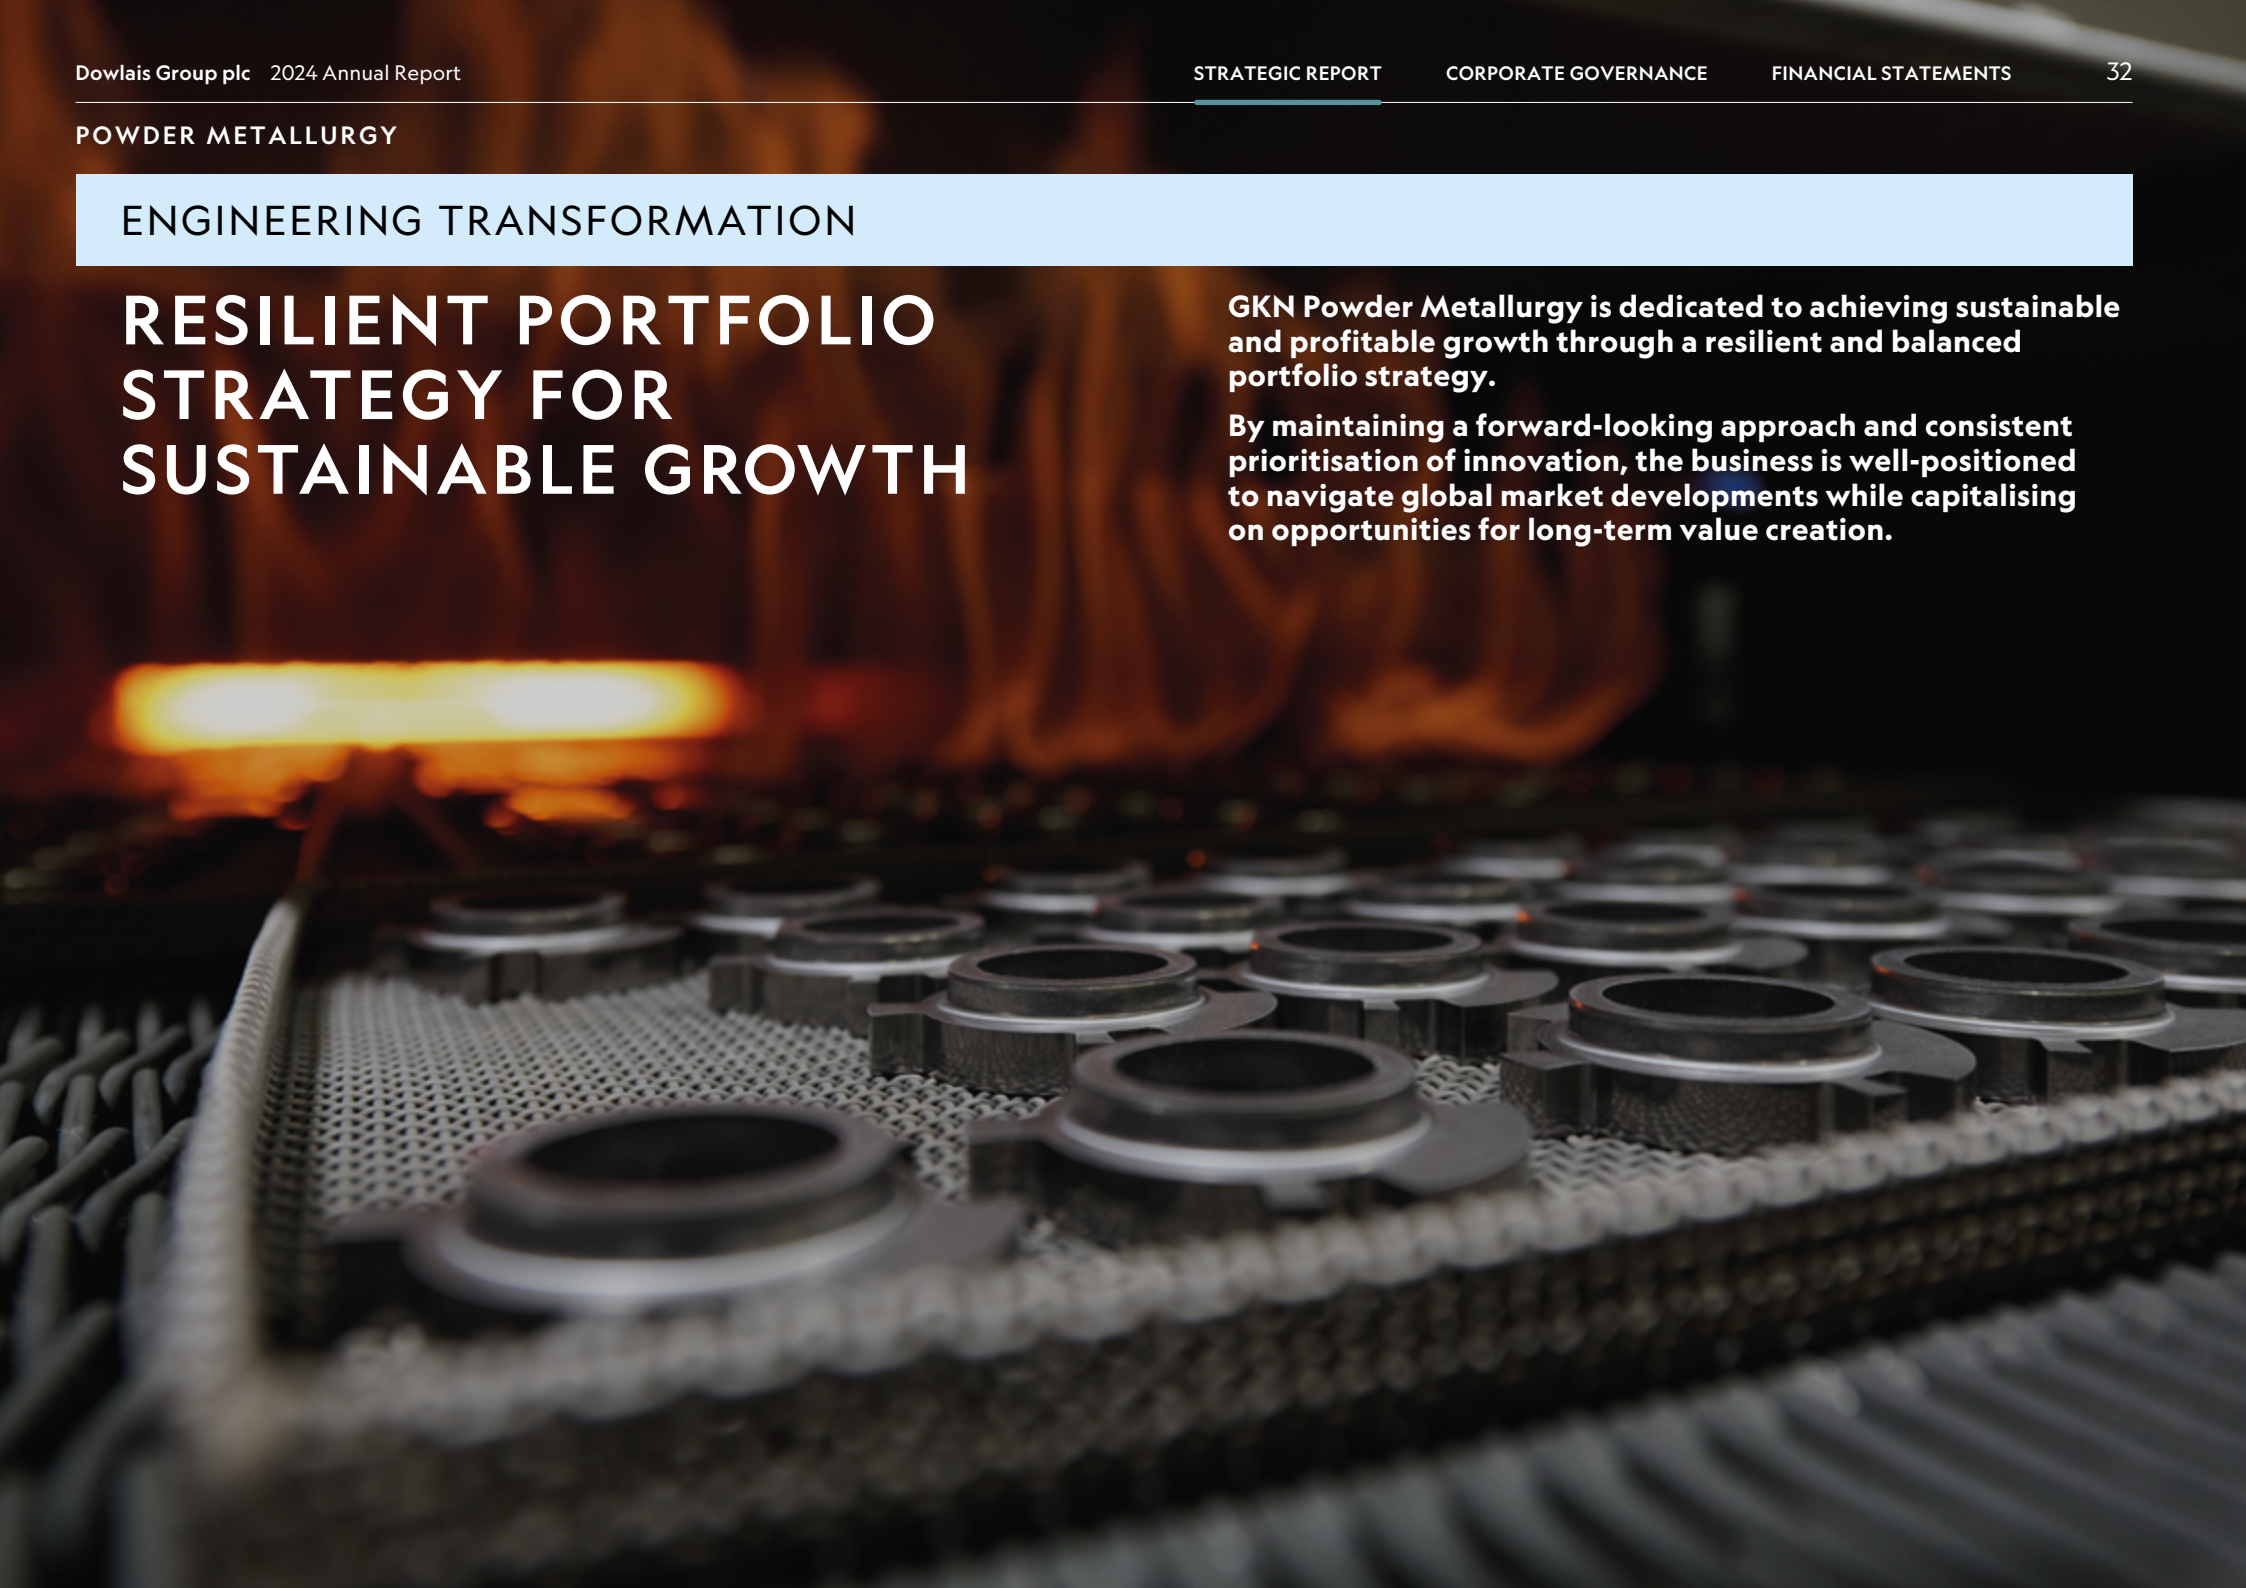 Dowlais Group plc 2024 Annual Report
STRATEGIC REPORT
CORPORATE GOVERNANCE
FINANCIAL STATEMENTS
32
POWDER METALLURGY
ENGINEERING TRANSFORMATION
RESILIENT PORTFOLIO
STRATEGY FOR
SUSTAINABLE GROWTH
GKN Powder Metallurgy is dedicated to achieving sustainable
and profitable growth through a resilient and balanced
portfolio strategy.
By maintaining a forward-looking approach and consistent
prioritisation of innovation, the business is well-positioned
to navigate global market developments while capitalising
on opportunities for long-term value creation.